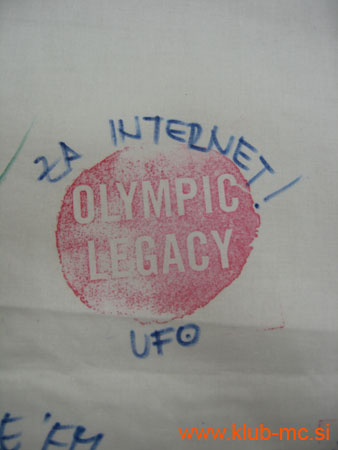 ZA INTERNET!
OLYMPIC
LEGACY
UFO
www.klub-mc.si